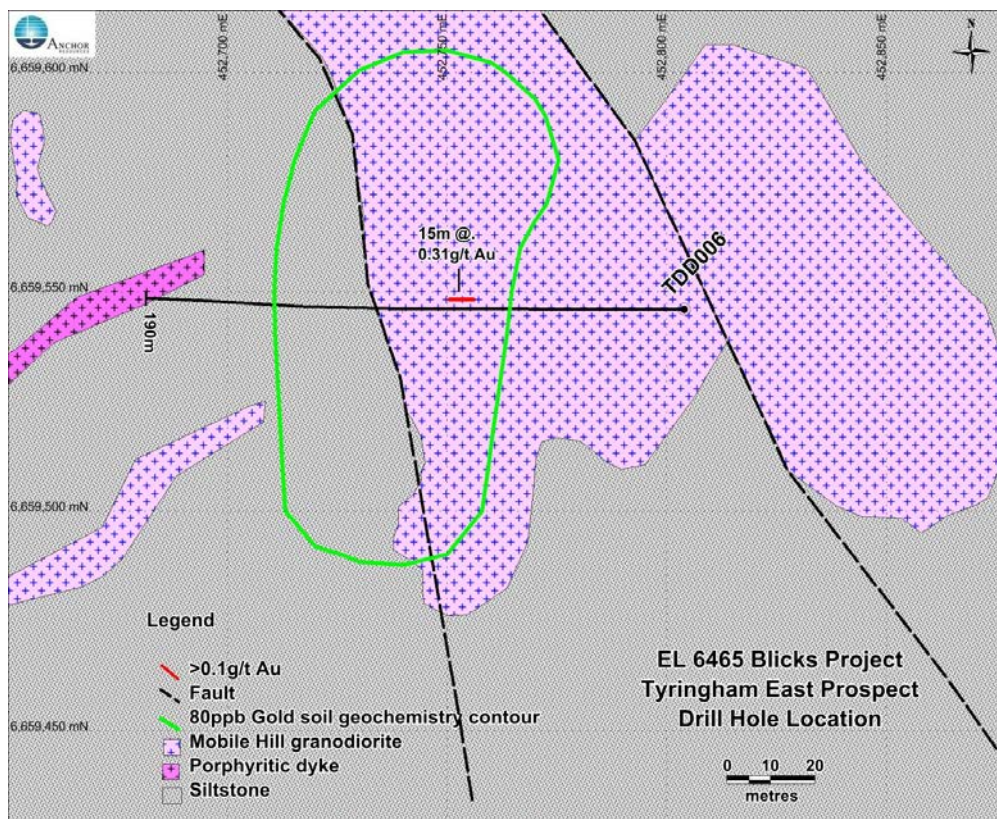 ANCHOR
RESOURCES
452,700 mE
452,750 mE
452,800 mE
452,850 mE
N
6,659,600 mN
15m @.
0.31g/t Au
TDD006
6,659,550 mN
190m
6,659,500 mN
Legend
>0.1g/t Au
Fault
80ppb Gold soil geochemistry contour
Mobile Hill granodiorite
Porphyritic dyke
Siltstone
6,659,450 mN
EL 6465 Blicks Project
Tyringham East Prospect
Drill Hole Location
0 10 20
metres